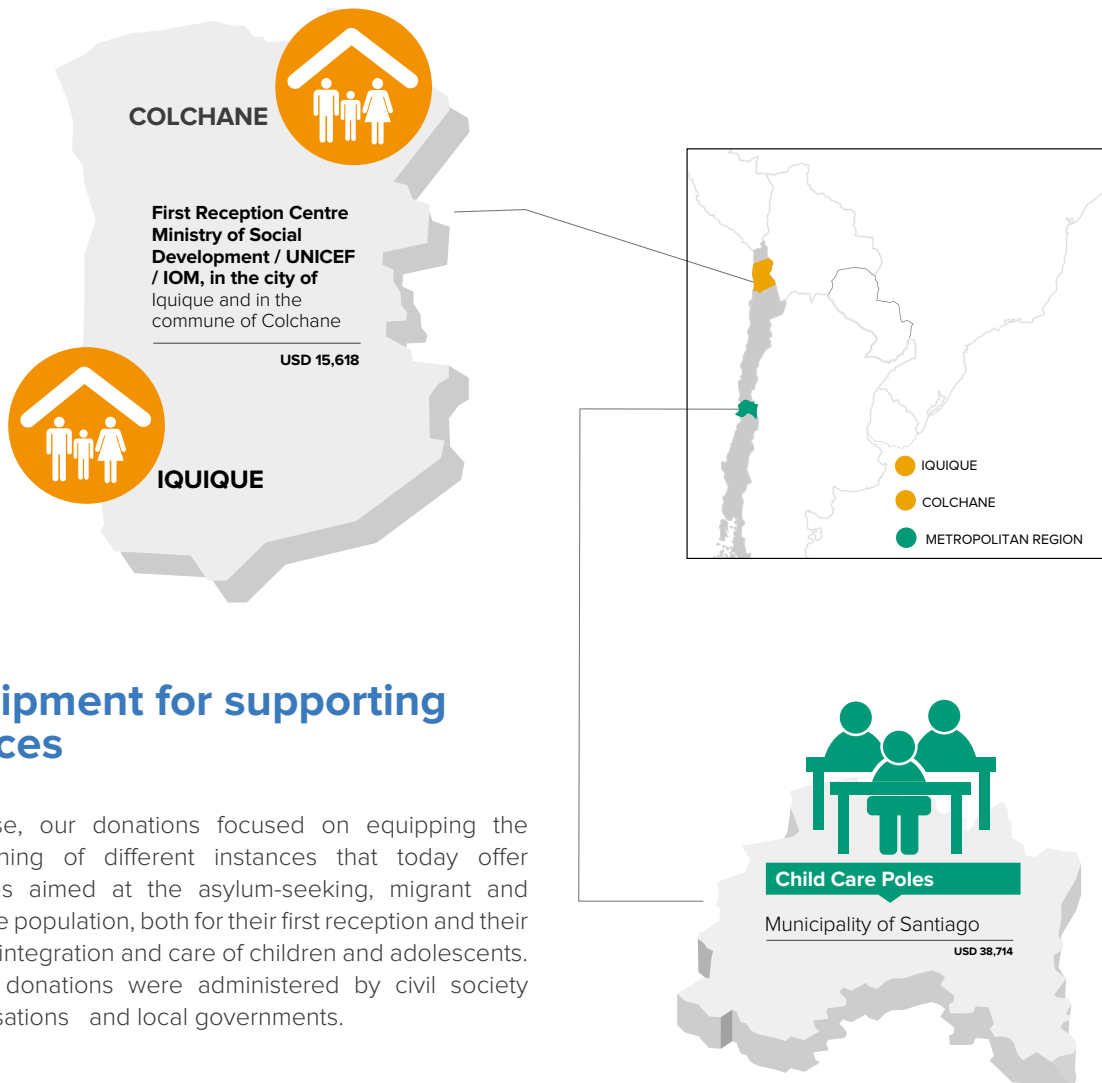 COLCHANE
First Reception Centre
Ministry of Social
Development / UNICEF
/ IOM, in the city of
Iquique and in the
commune of Colchane
USD 15,618
IQUIQUE
IQUIQUE
COLCHANE
METROPOLITAN REGION
ipment for supporting
ces
se, our donations focused on equipping the
ning of different instances that today offer
es aimed at the asylum-seeking, migrant and
e population, both for their first reception and their
integration and care of children and adolescents.
donations were administered by civil society
sations and local governments.
Child Care Poles
Municipality of Santiago
USD 38,714